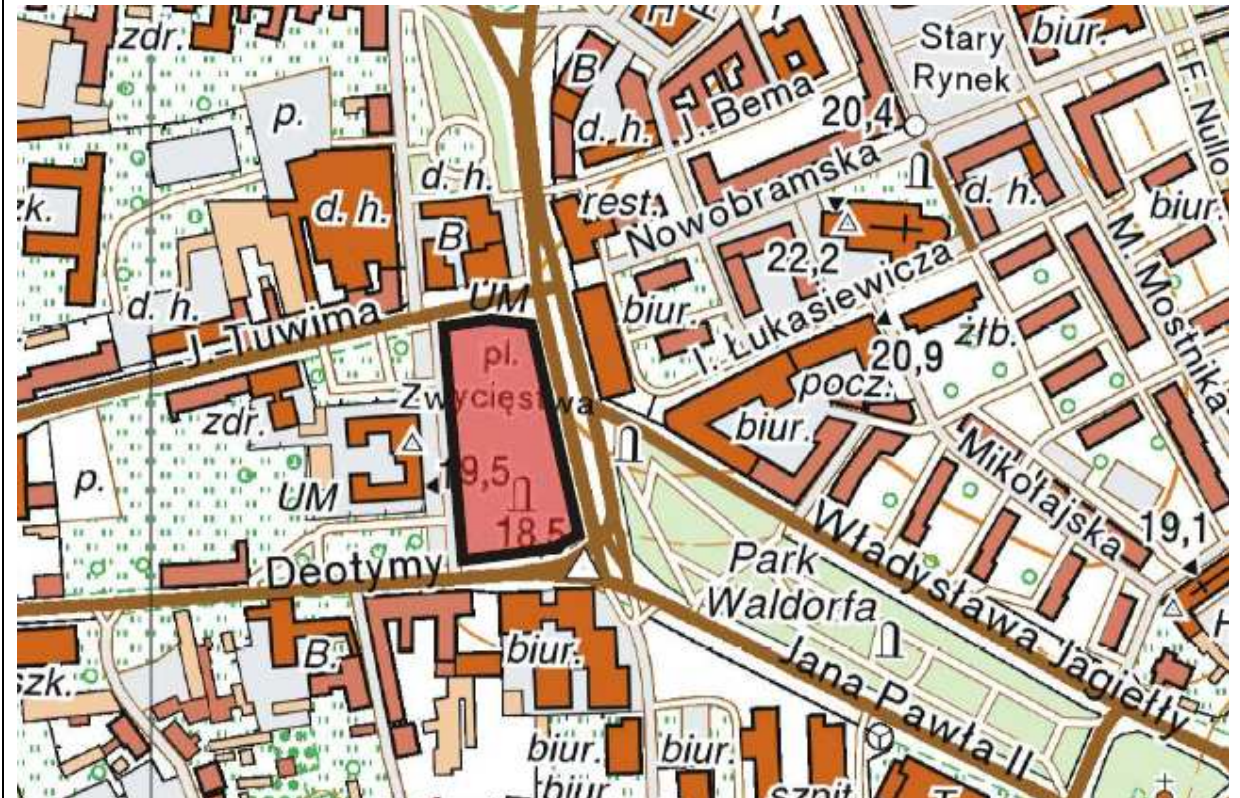 zdr.
Stary
Rynek
biur.
B
p.
d. h.
J. Bema
20,4
F. Nullo
zk.
d. h.
d. h.
rest.
Nowobramska
d. h.
biur.
B
22,2
M. Mostnika
d. h.
UM
biur.
J. Tuwima
I. Łukasiewicza
pl.
Zwycięstwa
20,9
żłb.
pocz.
zdr.
biur.
Mikołajska
p.
UM
19,5
18,5
19,1
Deotymy
Park
Waldorfa
Władysława Jagiełły
Jana Pawła II
B.
biur.
szk.
biur.
biur.
biur.
szpit.